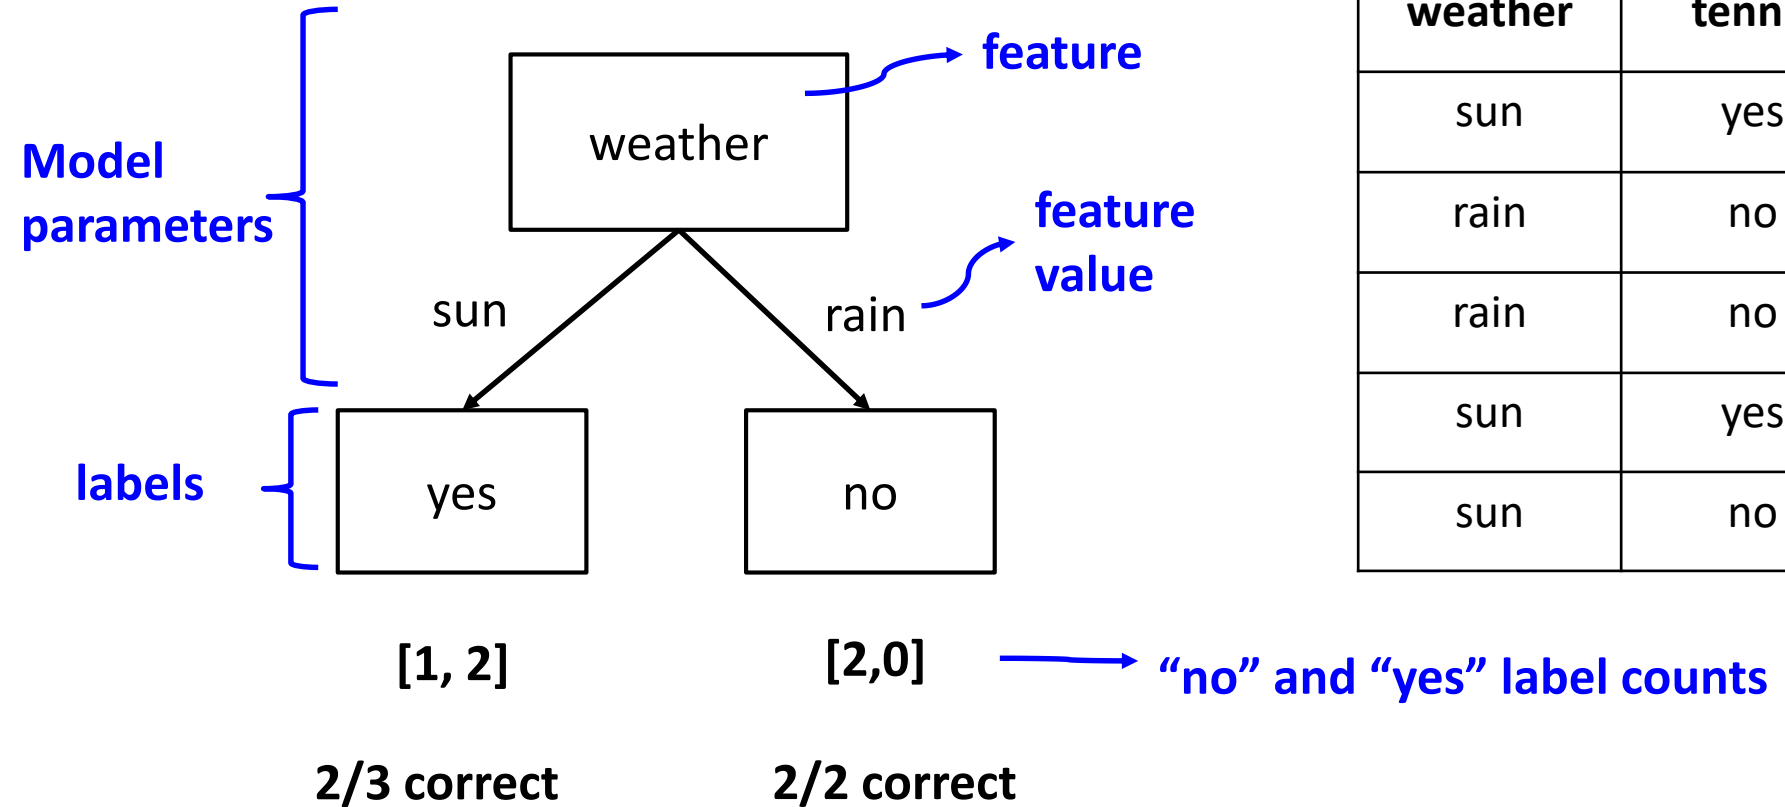 feature
weather
Model
parameters
feature
value
sun
rain
labels
yes
no
[1, 2]
[2,0]
“no” and “yes” label counts
2/3 correct
2/2 correct
weather tenn
sun yes
rain no
rain no
sun yes
sun no